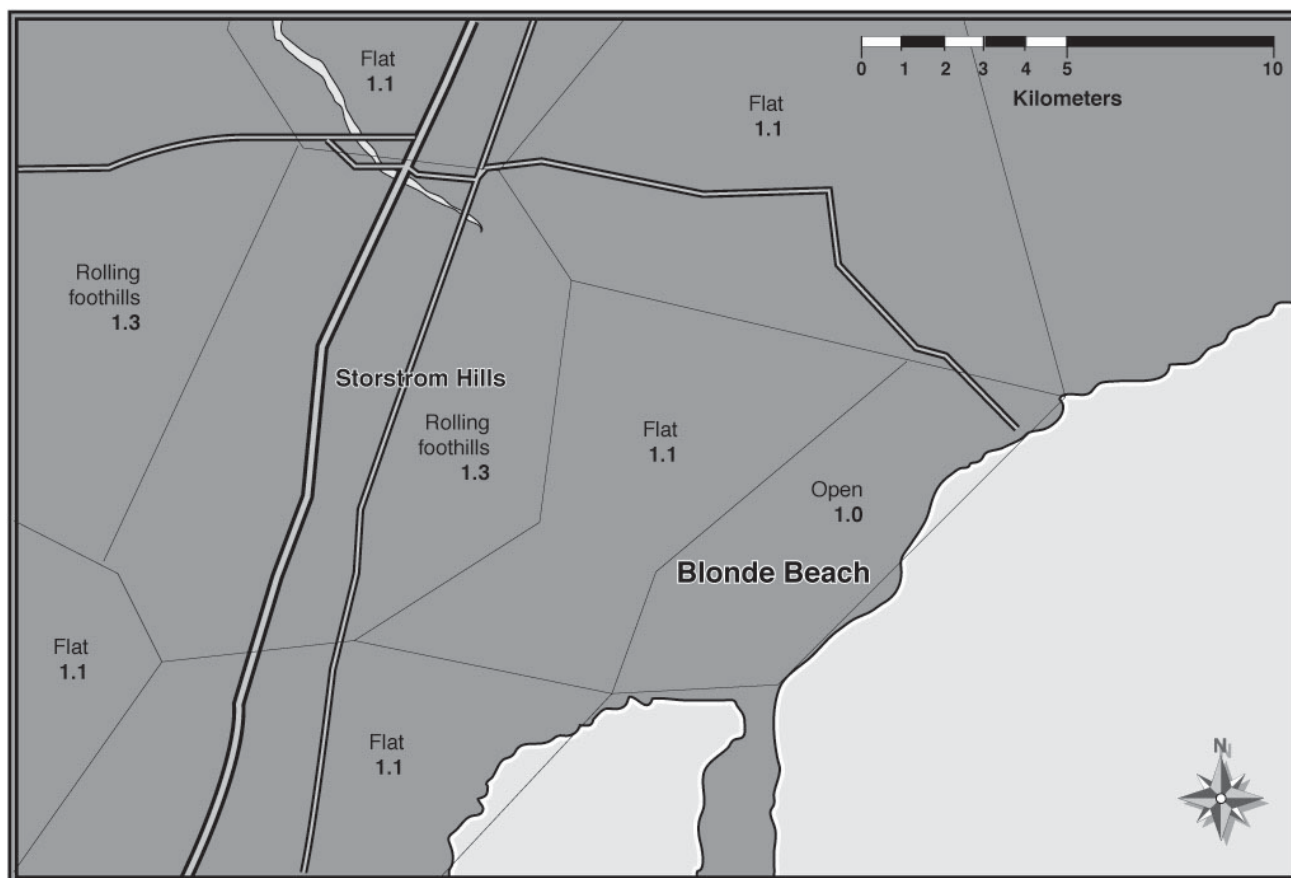 Flat
1.1
0 1 2 3 4 5 10
Kilometers
Flat
1.1
Rolling
foothills
1.3
Storstrom Hills
Rolling
foothills
1.3
Flat
1.1
Open
1.0
Blonde Beach
Flat
1.1
Flat
1.1
N